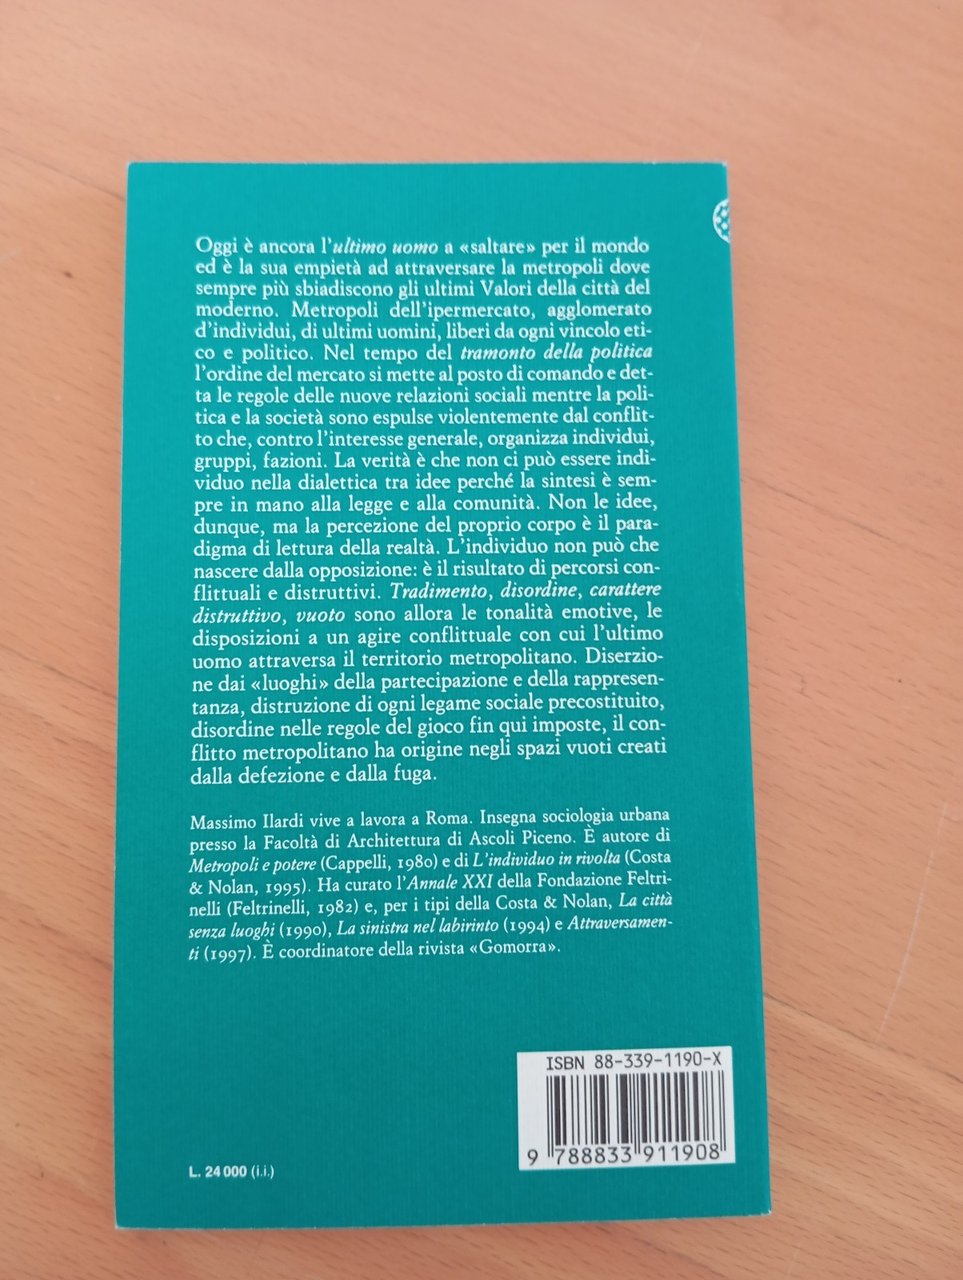 Oggi è ancora l'ultimo uomo a «saltare» per il mondo
ed è la sua empietà ad attraversare la metropoli dove
sempre più sbiadiscono gli ultimi Valori della città del
moderno. Metropoli dell'ipermercato, agglomerato
d'individui, di ultimi uomini, liberi da ogni vincolo eti-
co e politico. Nel tempo del tramonto della politica
l'ordine del mercato si mette al posto di comando e det-
ta le regole delle nuove relazioni sociali mentre la poli-
tica e la società sono espulse violentemente dal conflit-
to che, contro l'interesse generale, organizza individui,
gruppi, fazioni. La verità è che non ci può essere indi-
viduo nella dialettica tra idee perché la sintesi è sem-
pre in mano alla legge e alla comunità. Non le idee,
dunque, ma la percezione del proprio corpo è il para-
digma di lettura della realtà. L'individuo non può che
nascere dalla opposizione: è il risultato di percorsi con-
flittuali e distruttivi. Tradimento, disordine, carattere
distruttivo, vuoto sono allora le tonalità emotive, le
disposizioni a un agire conflittuale con cui l'ultimo
uomo attraversa il territorio metropolitano. Diserzio-
ne dai «luoghi» della partecipazione e della rappresen-
tanza, distruzione di ogni legame sociale precostituito,
disordine nelle regole del gioco fin qui imposte, il con-
flitto metropolitano ha origine negli spazi vuoti creati
dalla defezione e dalla fuga.
Massimo Ilardi vive a lavora a Roma. Insegna sociologia urbana
presso la Facoltà di Architettura di Ascoli Piceno. È autore di
Metropoli e potere (Cappelli, 1980) e di L'individuo in rivolta (Costa
& Nolan, 1995). Ha curato l'Annale XXI della Fondazione Feltri-
nelli (Feltrinelli, 1982) e, per i tipi della Costa & Nolan, La città
senza luoghi (1990), La sinistra nel labirinto (1994) e Attraversamen-
ti (1997). È coordinatore della rivista «Gomorra».
ISBN 88-339-1190-X
9 788833 911908
L. 24 000 (i.i.)